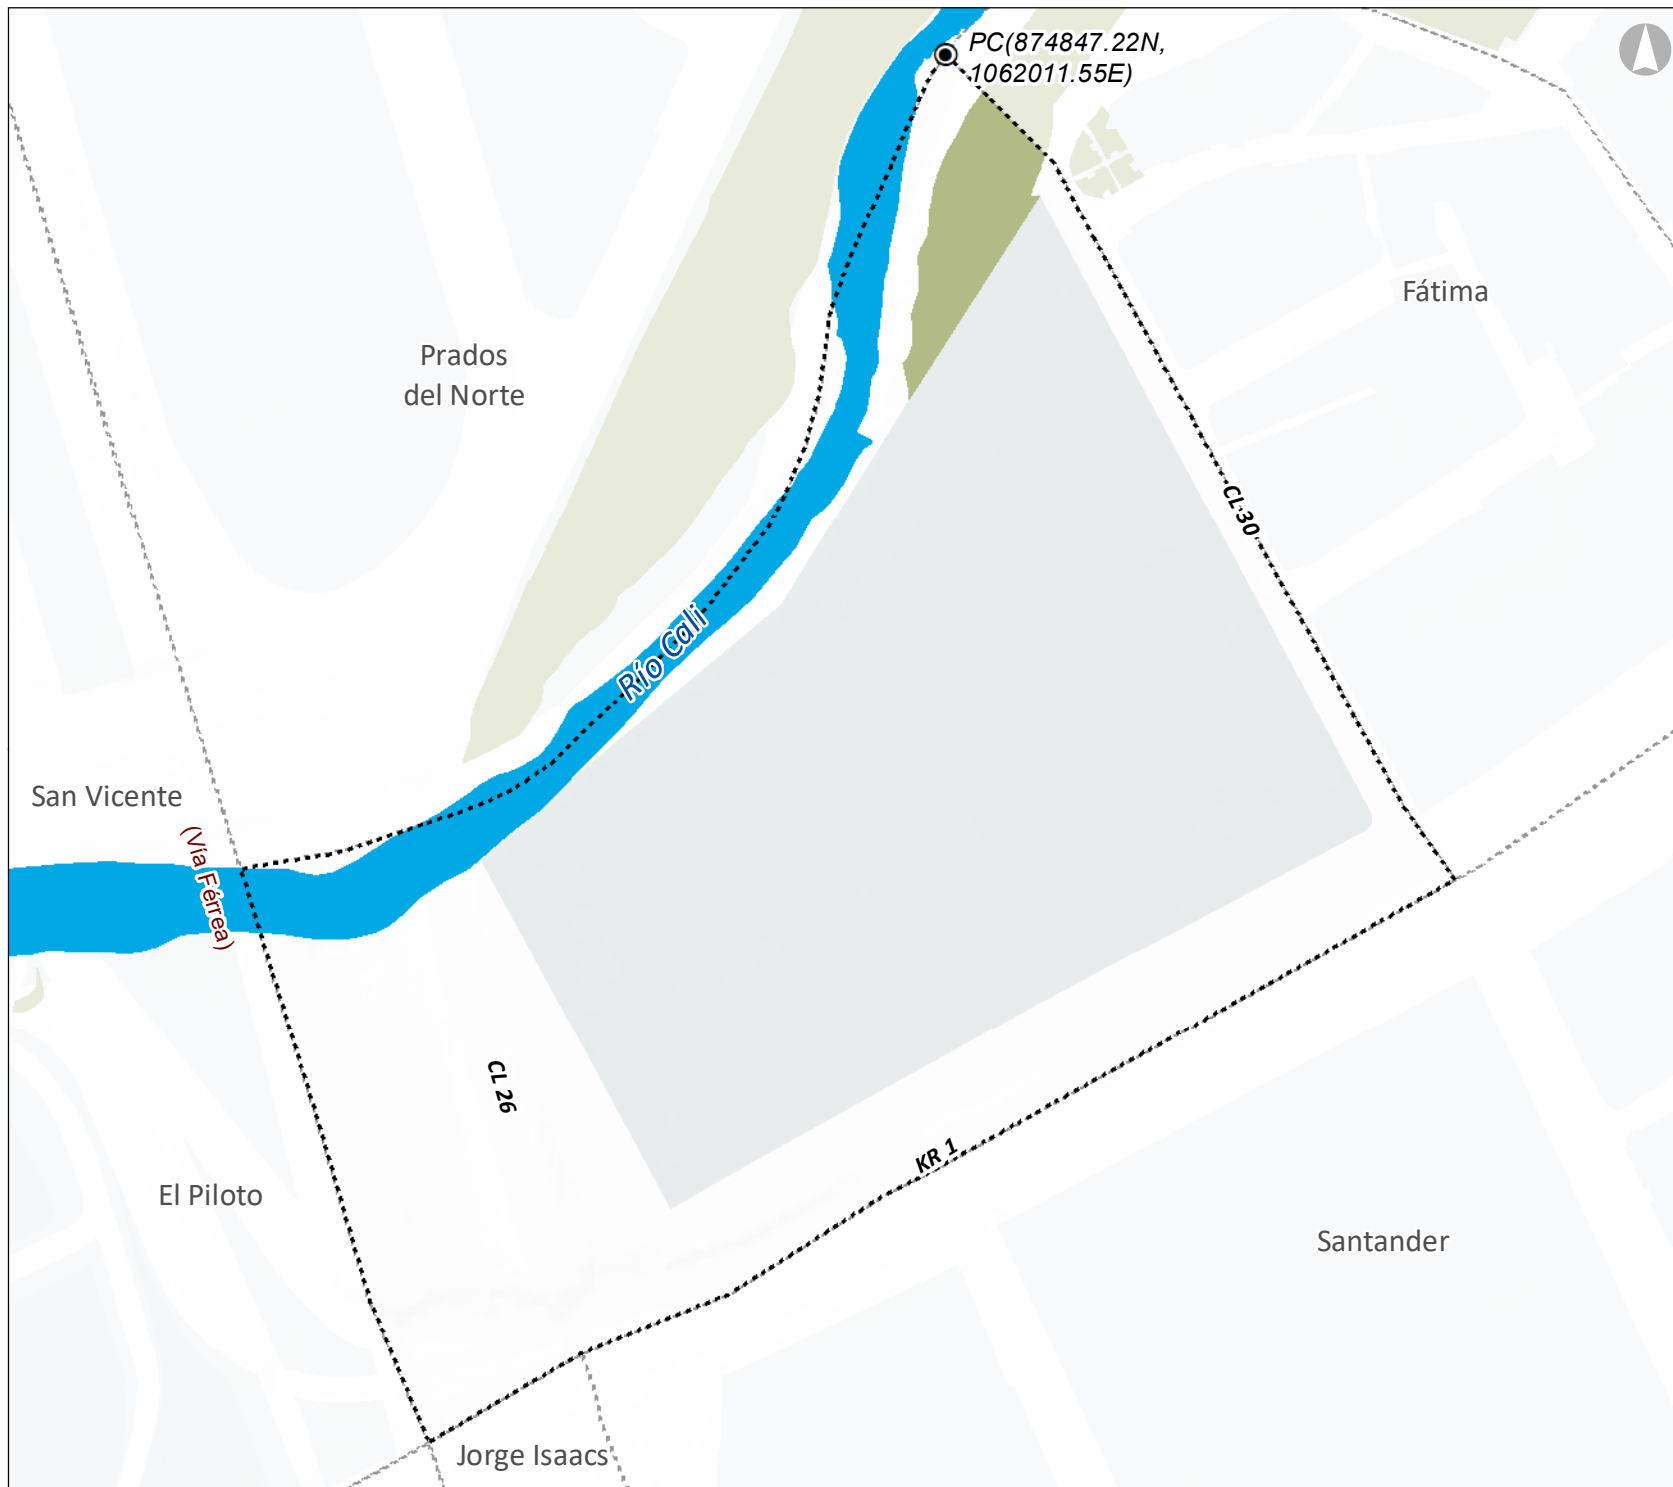 PC(874847.22N,
1062011.55E)
Fátima
Prados
del Norte
CL 30
Río Cali
San Vicente
(Vía Férrea)
CL 26
KR 1
El Piloto
Santander
Jorge Isaacs